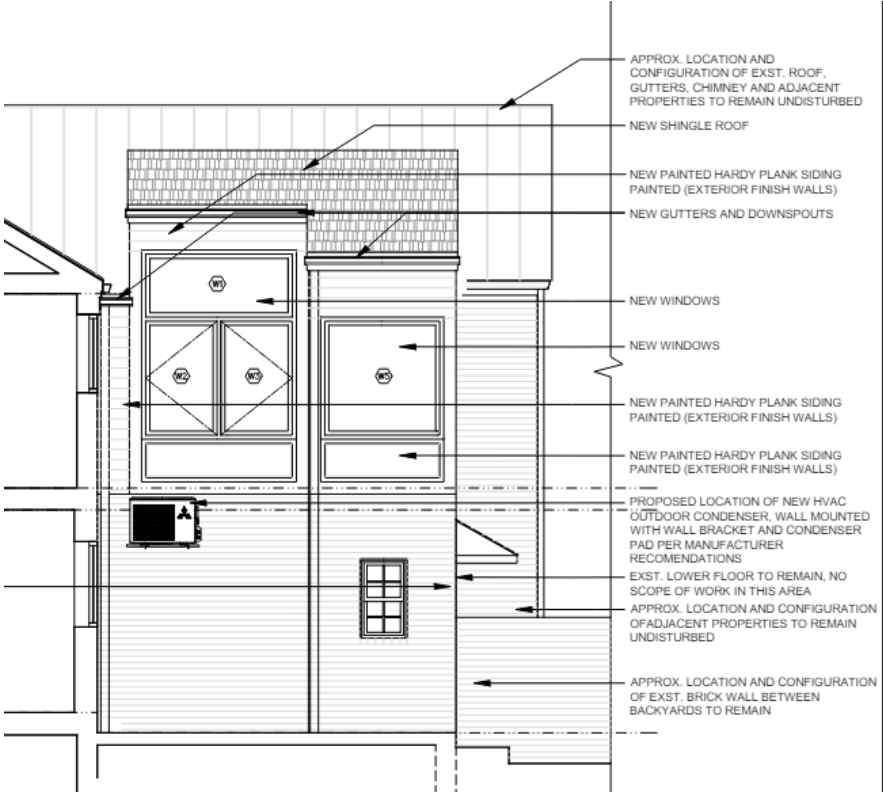 APPROX. LOCATION AND
CONFIGURATION OF EXST. ROOF,
GUTTERS, CHIMNEY AND ADJACENT
PROPERTIES TO REMAIN UNDISTURBED
NEW SHINGLE ROOF
NEW PAINTED HARDY PLANK SIDING
PAINTED (EXTERIOR FINISH WALLS)
NEW GUTTERS AND DOWNSPOUTS
W1
NEW WINDOWS
NEW WINDOWS
W2
W3
W5
NEW PAINTED HARDY PLANK SIDING
PAINTED (EXTERIOR FINISH WALLS)
NEW PAINTED HARDY PLANK SIDING
PAINTED (EXTERIOR FINISH WALLS)
PROPOSED LOCATION OF NEW HVAC
OUTDOOR CONDENSER, WALL MOUNTED
WITH WALL BRACKET AND CONDENSER
PAD PER MANUFACTURER
RECOMENDATIONS
EXST. LOWER FLOOR TO REMAIN, NO
SCOPE OF WORK IN THIS AREA
APPROX. LOCATION AND CONFIGURATION
OFADJACENT PROPERTIES TO REMAIN
UNDISTURBED
APPROX. LOCATION AND CONFIGURATION
OF EXST. BRICK WALL BETWEEN
BACKYARDS TO REMAIN